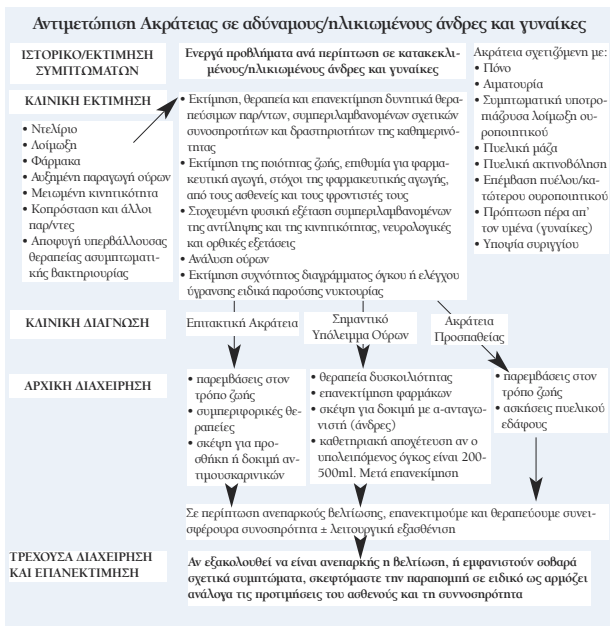 Αντιμετώπιση Ακράτειας σε αδύναμους/ηλικιωμένους άνδρες και γυναίκες
ΙΣΤΟΡΙΚΟ/ΕΚΤΙΜΗΣΗ
ΣΥΜΠΤΩΜΑΤΩΝ
Ενεργά προβλήματα ανά περίπτωση σε κατακεκλι-
μένους/ηλικιωμένους άνδρες και γυναίκες
Ακράτεια σχετιζόμενη με:
• Πόνο
• Αιματουρία
• Συμπτωματική υποτρο-
πιάζουσα λοίμωξη ου-
ροποιητικού
• Πυελική μάζα
• Πυελική ακτινοβόληση
• Επέμβαση πυέλου/κα-
τώτερου ουροποιητικού
• Πρόπτωση πέρα απ'
τον υμένα (γυναίκες)
• Υποψία συριγγίου
ΚΛΙΝΙΚΗ ΕΚΤΙΜΗΣΗ
• Ντελίριο
• Λοίμωξη
• Φάρμακα
• Αυξημένη παραγωγή ούρων
• Μειωμένη κινητικότητα
• Κοπρόσταση και άλλοι
παρ/ντες
• Αποφυγή υπερβάλλουσας
θεραπείας ασυμπτωματι-
κής βακτηριουρίας
• Εκτίμηση, θεραπεία και επανεκτίμηση δυνητικά θερα-
πεύσιμων παρ/ντων, συμπεριλαμβανομένων σχετικών
συνοσηροτήτων και δραστηριοτήτων της καθημερινό-
τητας
• Εκτίμηση της ποιότητας ζωής, επιθυμία για φαρμα-
κευτική αγωγή, στόχοι της φαρμακευτικής αγωγής,
από τους ασθενείς και τους φροντιστές τους
• Στοχευμένη φυσική εξέταση συμπεριλαμβανομένων
της αντίληψης και της κινητικότητας, νευρολογικές
και ορθικές εξετάσεις
• Ανάλυση ούρων
• Εκτίμηση συχνότητος διαγράμματος όγκου ή ελέγχου
ύγρανσης ειδικά παρούσης νυκτουρίας
ΚΛΙΝΙΚΗ ΔΙΑΓΝΩΣΗ
Επιτακτική Ακράτεια
Σημαντικό
Υπόλειμμα Ούρων
Ακράτεια
Προσπαθείας
ΑΡΧΙΚΗ ΔΙΑΧΕΙΡΗΣΗ
• παρεμβάσεις στον
τρόπο ζωής
• συμπεριφορικές θε-
ραπείες
• σκέψη για προ-
σθήκη ή δοκιμή αν-
τιμουσκαρινικών
• θεραπεία δυσκοιλιότητας
• επανεκτίμηση φαρμάκων
• σκέψη για δοκιμή με α-ανταγω-
νιστή (άνδρες)
• καθετηριακή αποχέτευση αν ο
υπολειπόμενος όγκος είναι 200-
500ml. Μετά επανεκίμηση
• παρεμβάσεις στον
τρόπο ζωής
• ασκήσεις πυελικού
εδάφους
Σε περίπτωση ανεπαρκούς βελτίωσης, επανεκτιμούμε και θεραπεύουμε συνει-
σφέρουρα συνοσηρότητα ± λειτουργική εξασθένιση
ΤΡΕΧΟΥΣΑ ΔΙΑΧΕΙΡΗΣΗ
ΚΑΙ ΕΠΑΝΕΚΤΙΜΗΣΗ
Αν εξακολουθεί να είναι ανεπαρκής η βελτίωση, ή εμφανιστούν σοβαρά
σχετικά συμπτώματα, σκεφτόμαστε την παραπομπή σε ειδικό ως αρμόζει
ανάλογα τις προτιμήσεις του ασθενούς και τη συννοσηρότητα